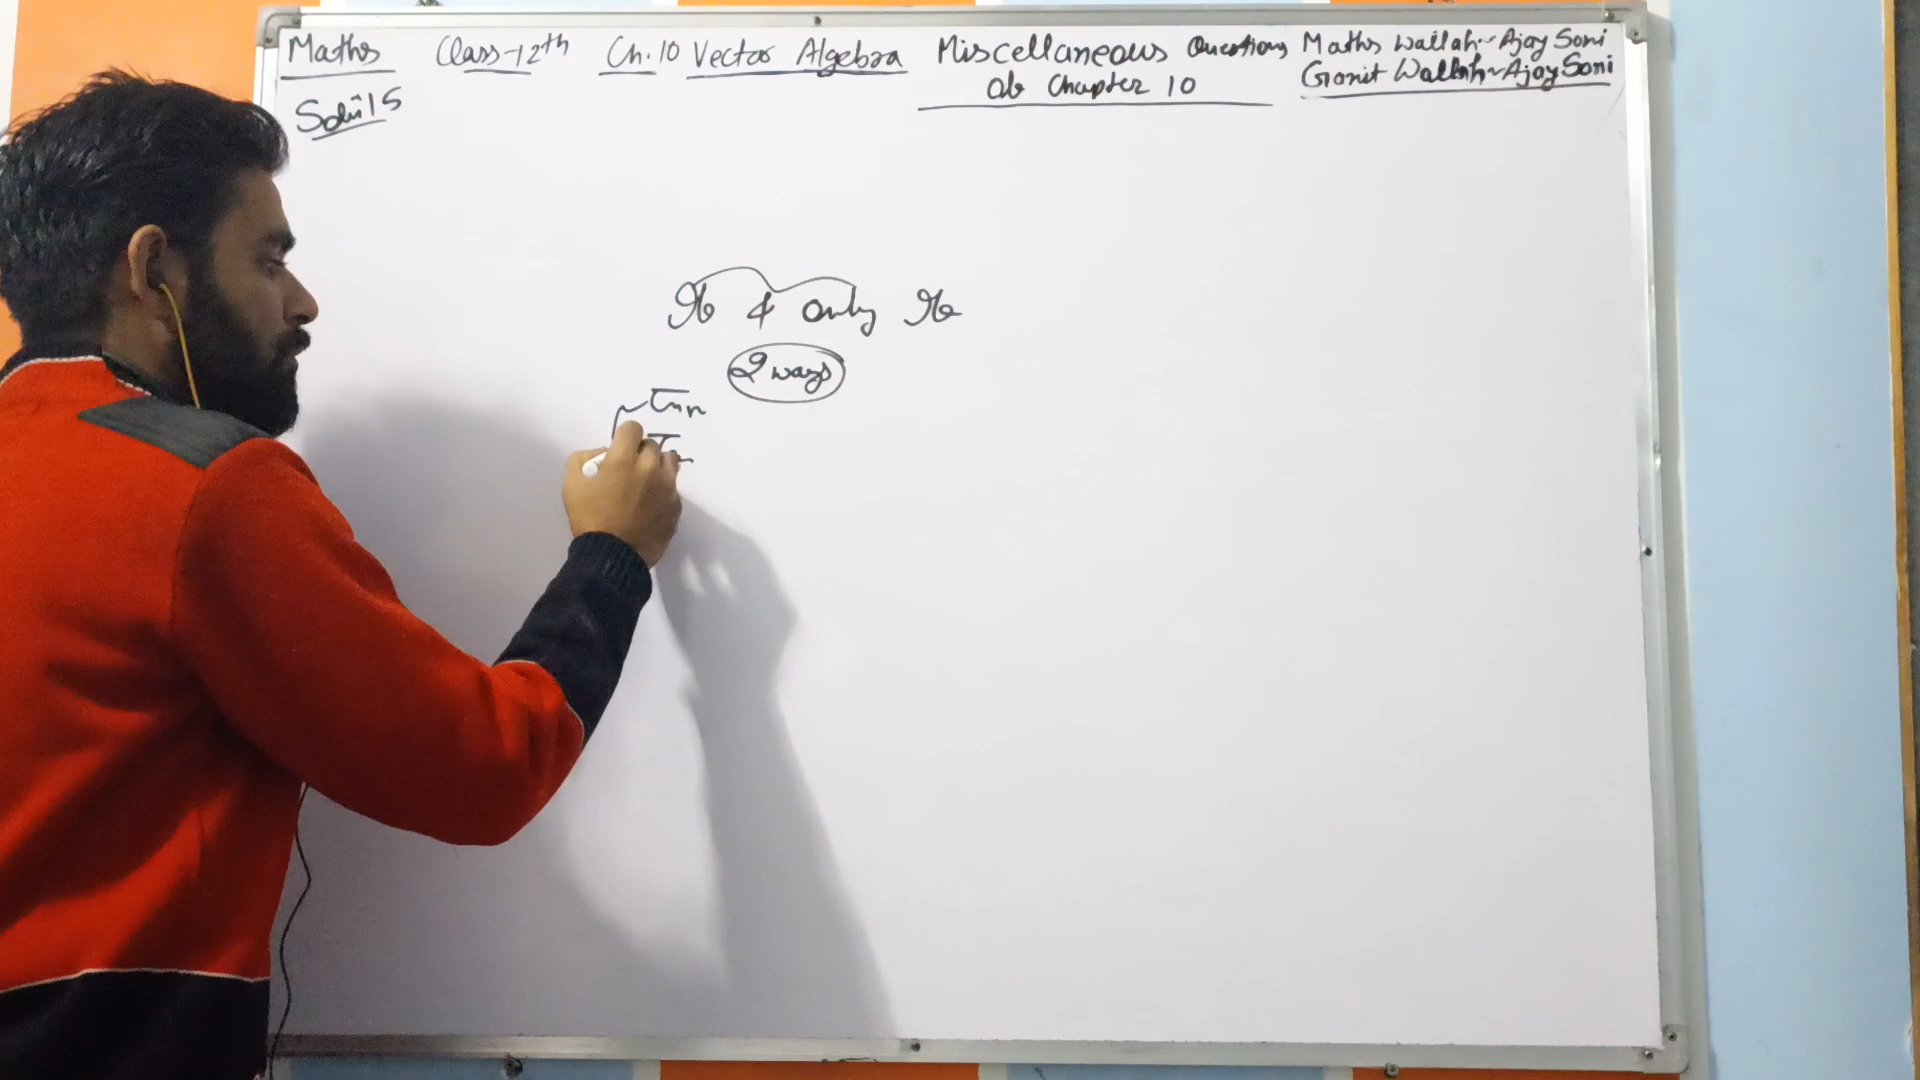 Maths Class-12th Ch.10 Vector Algebra Miscellaneous Questions Maths Wallah~Ajay Soni
of Chapter 10 Ganit Wallah~Ajay Soni
Soln 15
If & only If
2 ways